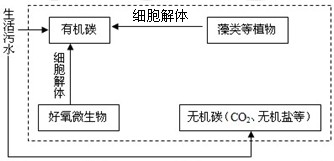 生活污水
有机碳
细胞解体
藻类等植物
细胞解体
好氧微生物
无机碳（CO₂、无机盐等）